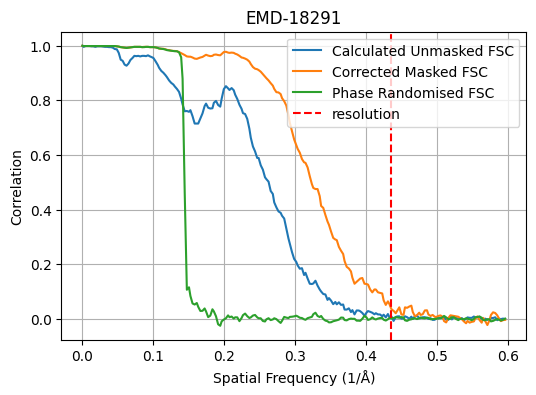 EMD-18291
Calculated Unmasked FSC
Corrected Masked FSC
Phase Randomised FSC
resolution
Correlation
1.0
0.8
0.6
0.4
0.2
0.0
0.0 0.1 0.2 0.3 0.4 0.5 0.6
Spatial Frequency (1/Å)